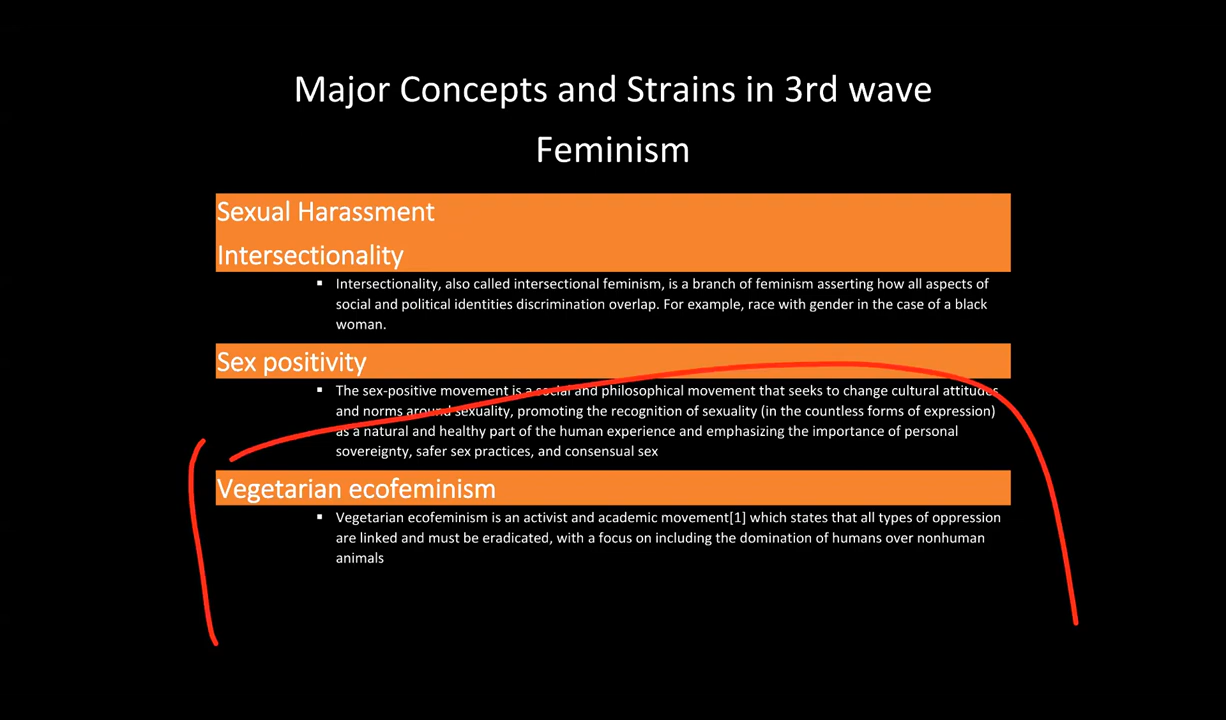 Major Concepts and Strains in 3rd wave
Feminism
Sexual Harassment
Intersectionality
▪ Intersectionality, also called intersectional feminism, is a branch of feminism asserting how all aspects of
social and political identities discrimination overlap. For example, race with gender in the case of a black
woman.
Sex positivity
▪ The sex-positive movement is a social and philosophical movement that seeks to change cultural attitudes
and norms around sexuality, promoting the recognition of sexuality (in the countless forms of expression)
as a natural and healthy part of the human experience and emphasizing the importance of personal
sovereignty, safer sex practices, and consensual sex
Vegetarian ecofeminism
▪ Vegetarian ecofeminism is an activist and academic movement[1] which states that all types of oppression
are linked and must be eradicated, with a focus on including the domination of humans over nonhuman
animals